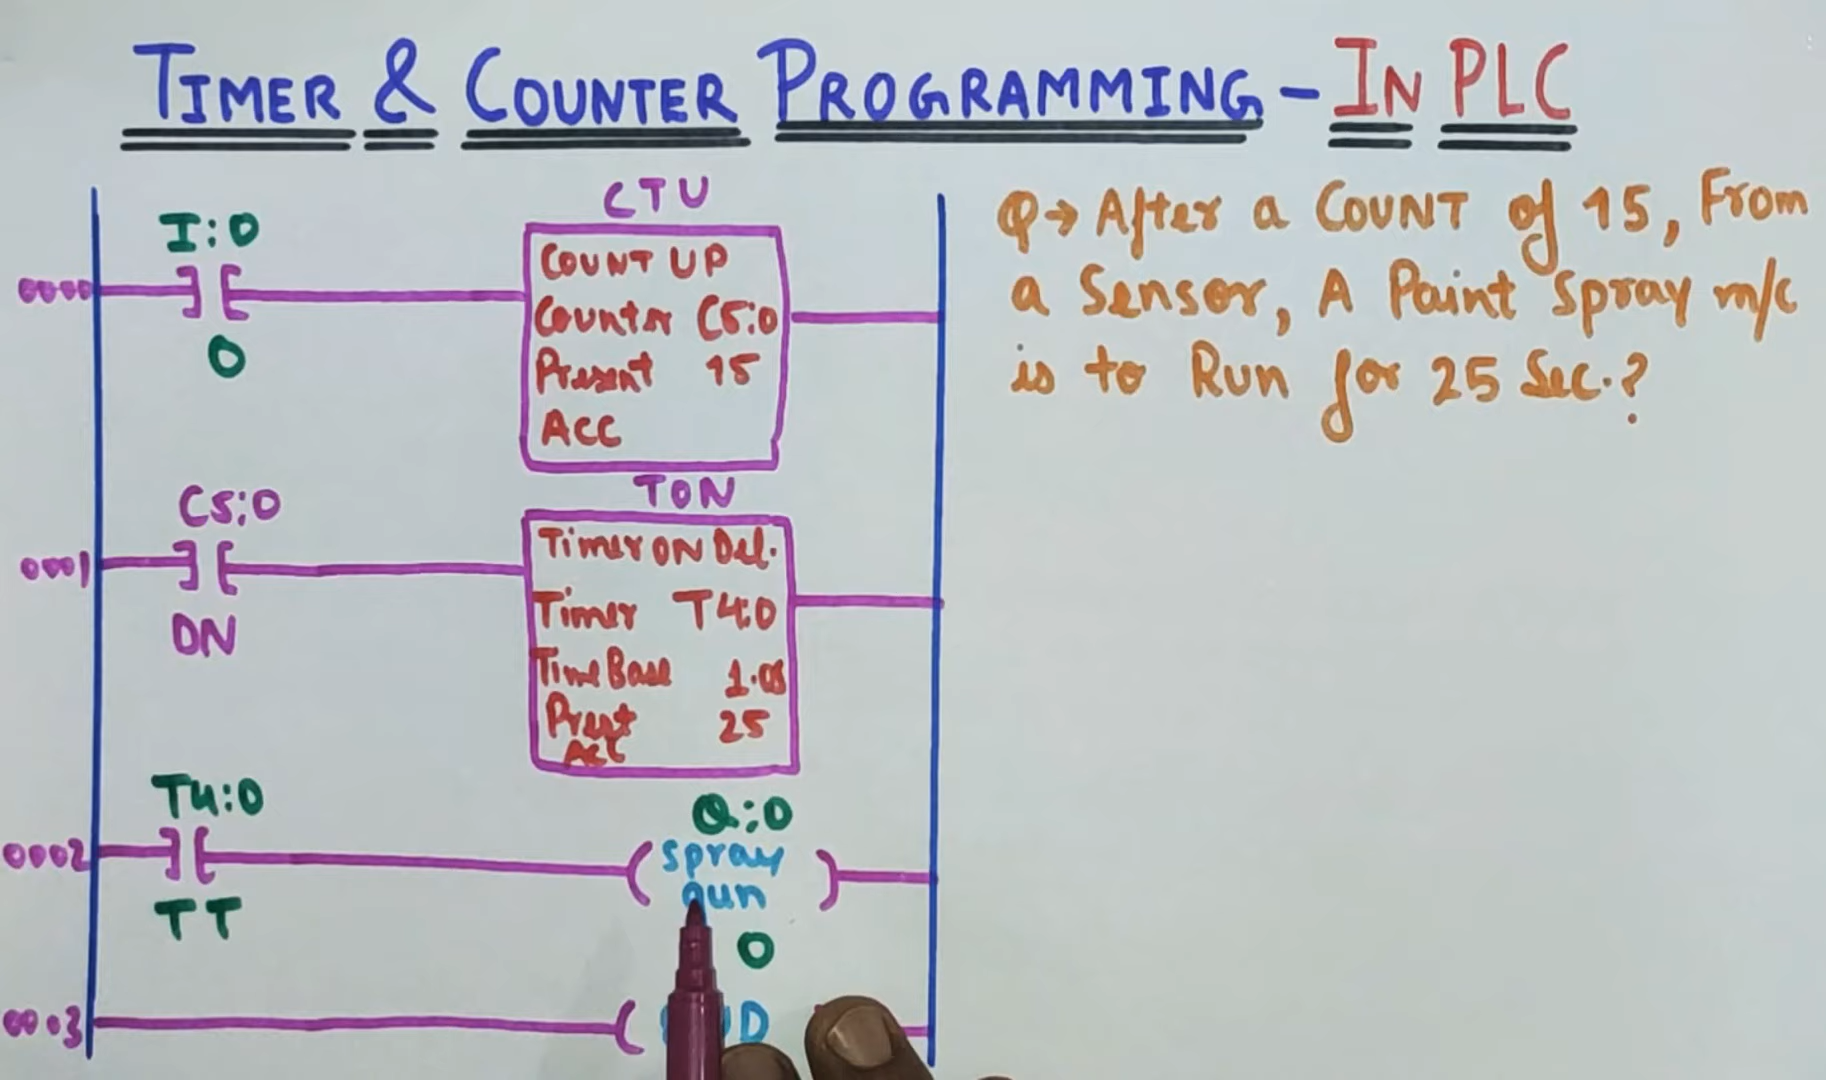 TIMER & COUNTER PROGRAMMING - IN PLC
Q→ After a COUNT of 15, From
a Sensor, A Paint Spray m/c
is to Run for 25 Sec.?
CTU
I:0
0000
0
COUNT UP
Counter C5:0
Present 15
ACC
TON
C5:0
0001
DN
Timer ON Del.
Timer T4:0
Time Base 1.0s
Preset 25
ACC
T4:0
0002
TT
O:0
Spray
gun
0
0003